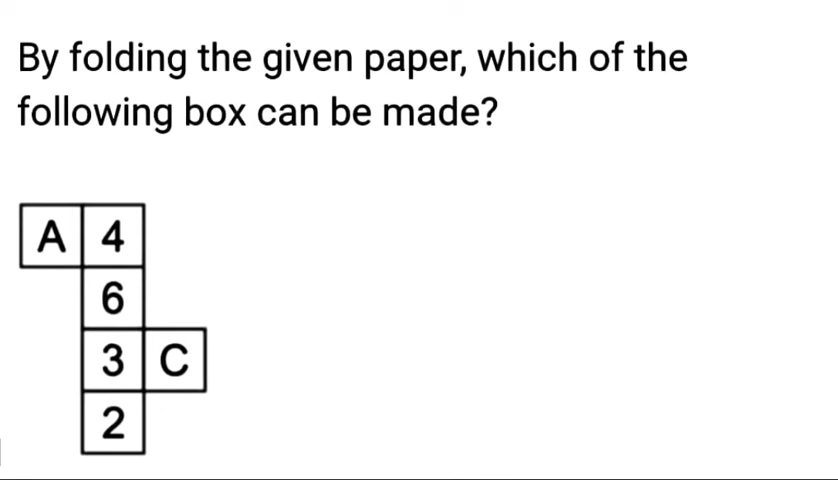 By folding the given paper, which of the
following box can be made?
A 4
6
3 C
2